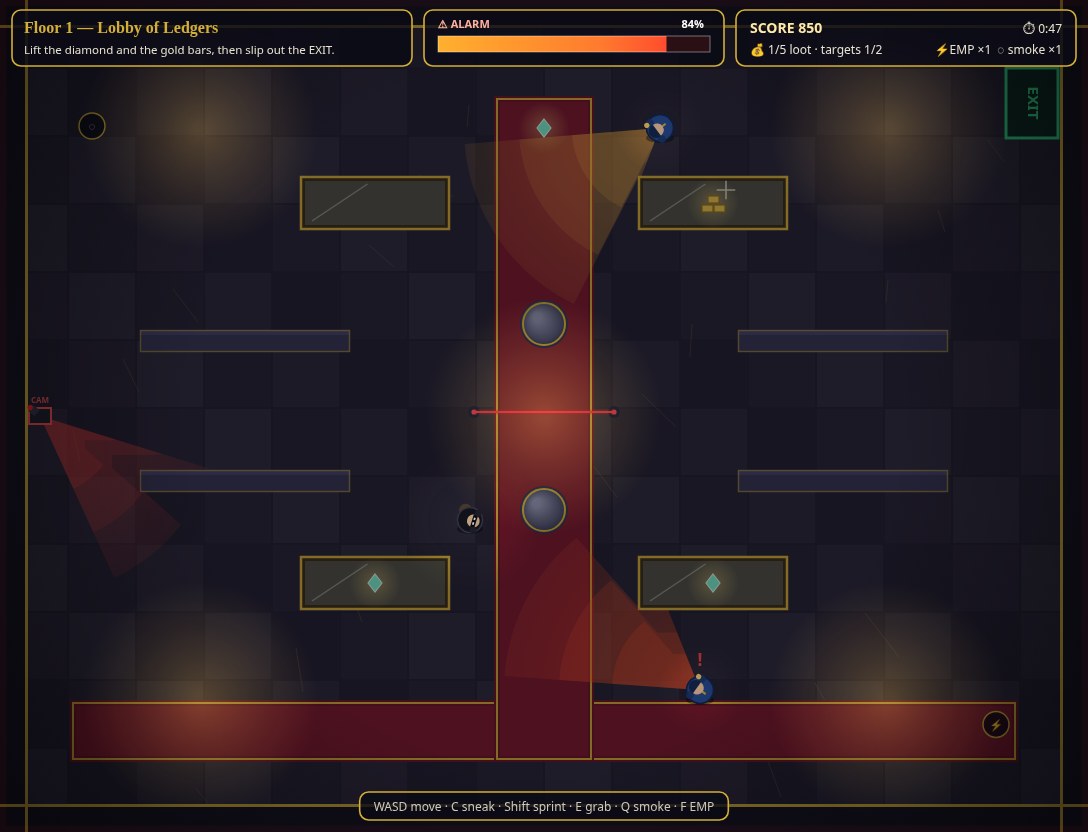 Floor 1 — Lobby of Ledgers
Lift the diamond and the gold bars, then slip out the EXIT.
⚠ ALARM 84%
SCORE 850 ⏱ 0:47
💰 1/5 loot · targets 1/2 ⚡EMP ×1 ○ smoke ×1
EXIT
CAM
!
WASD move · C sneak · Shift sprint · E grab · Q smoke · F EMP